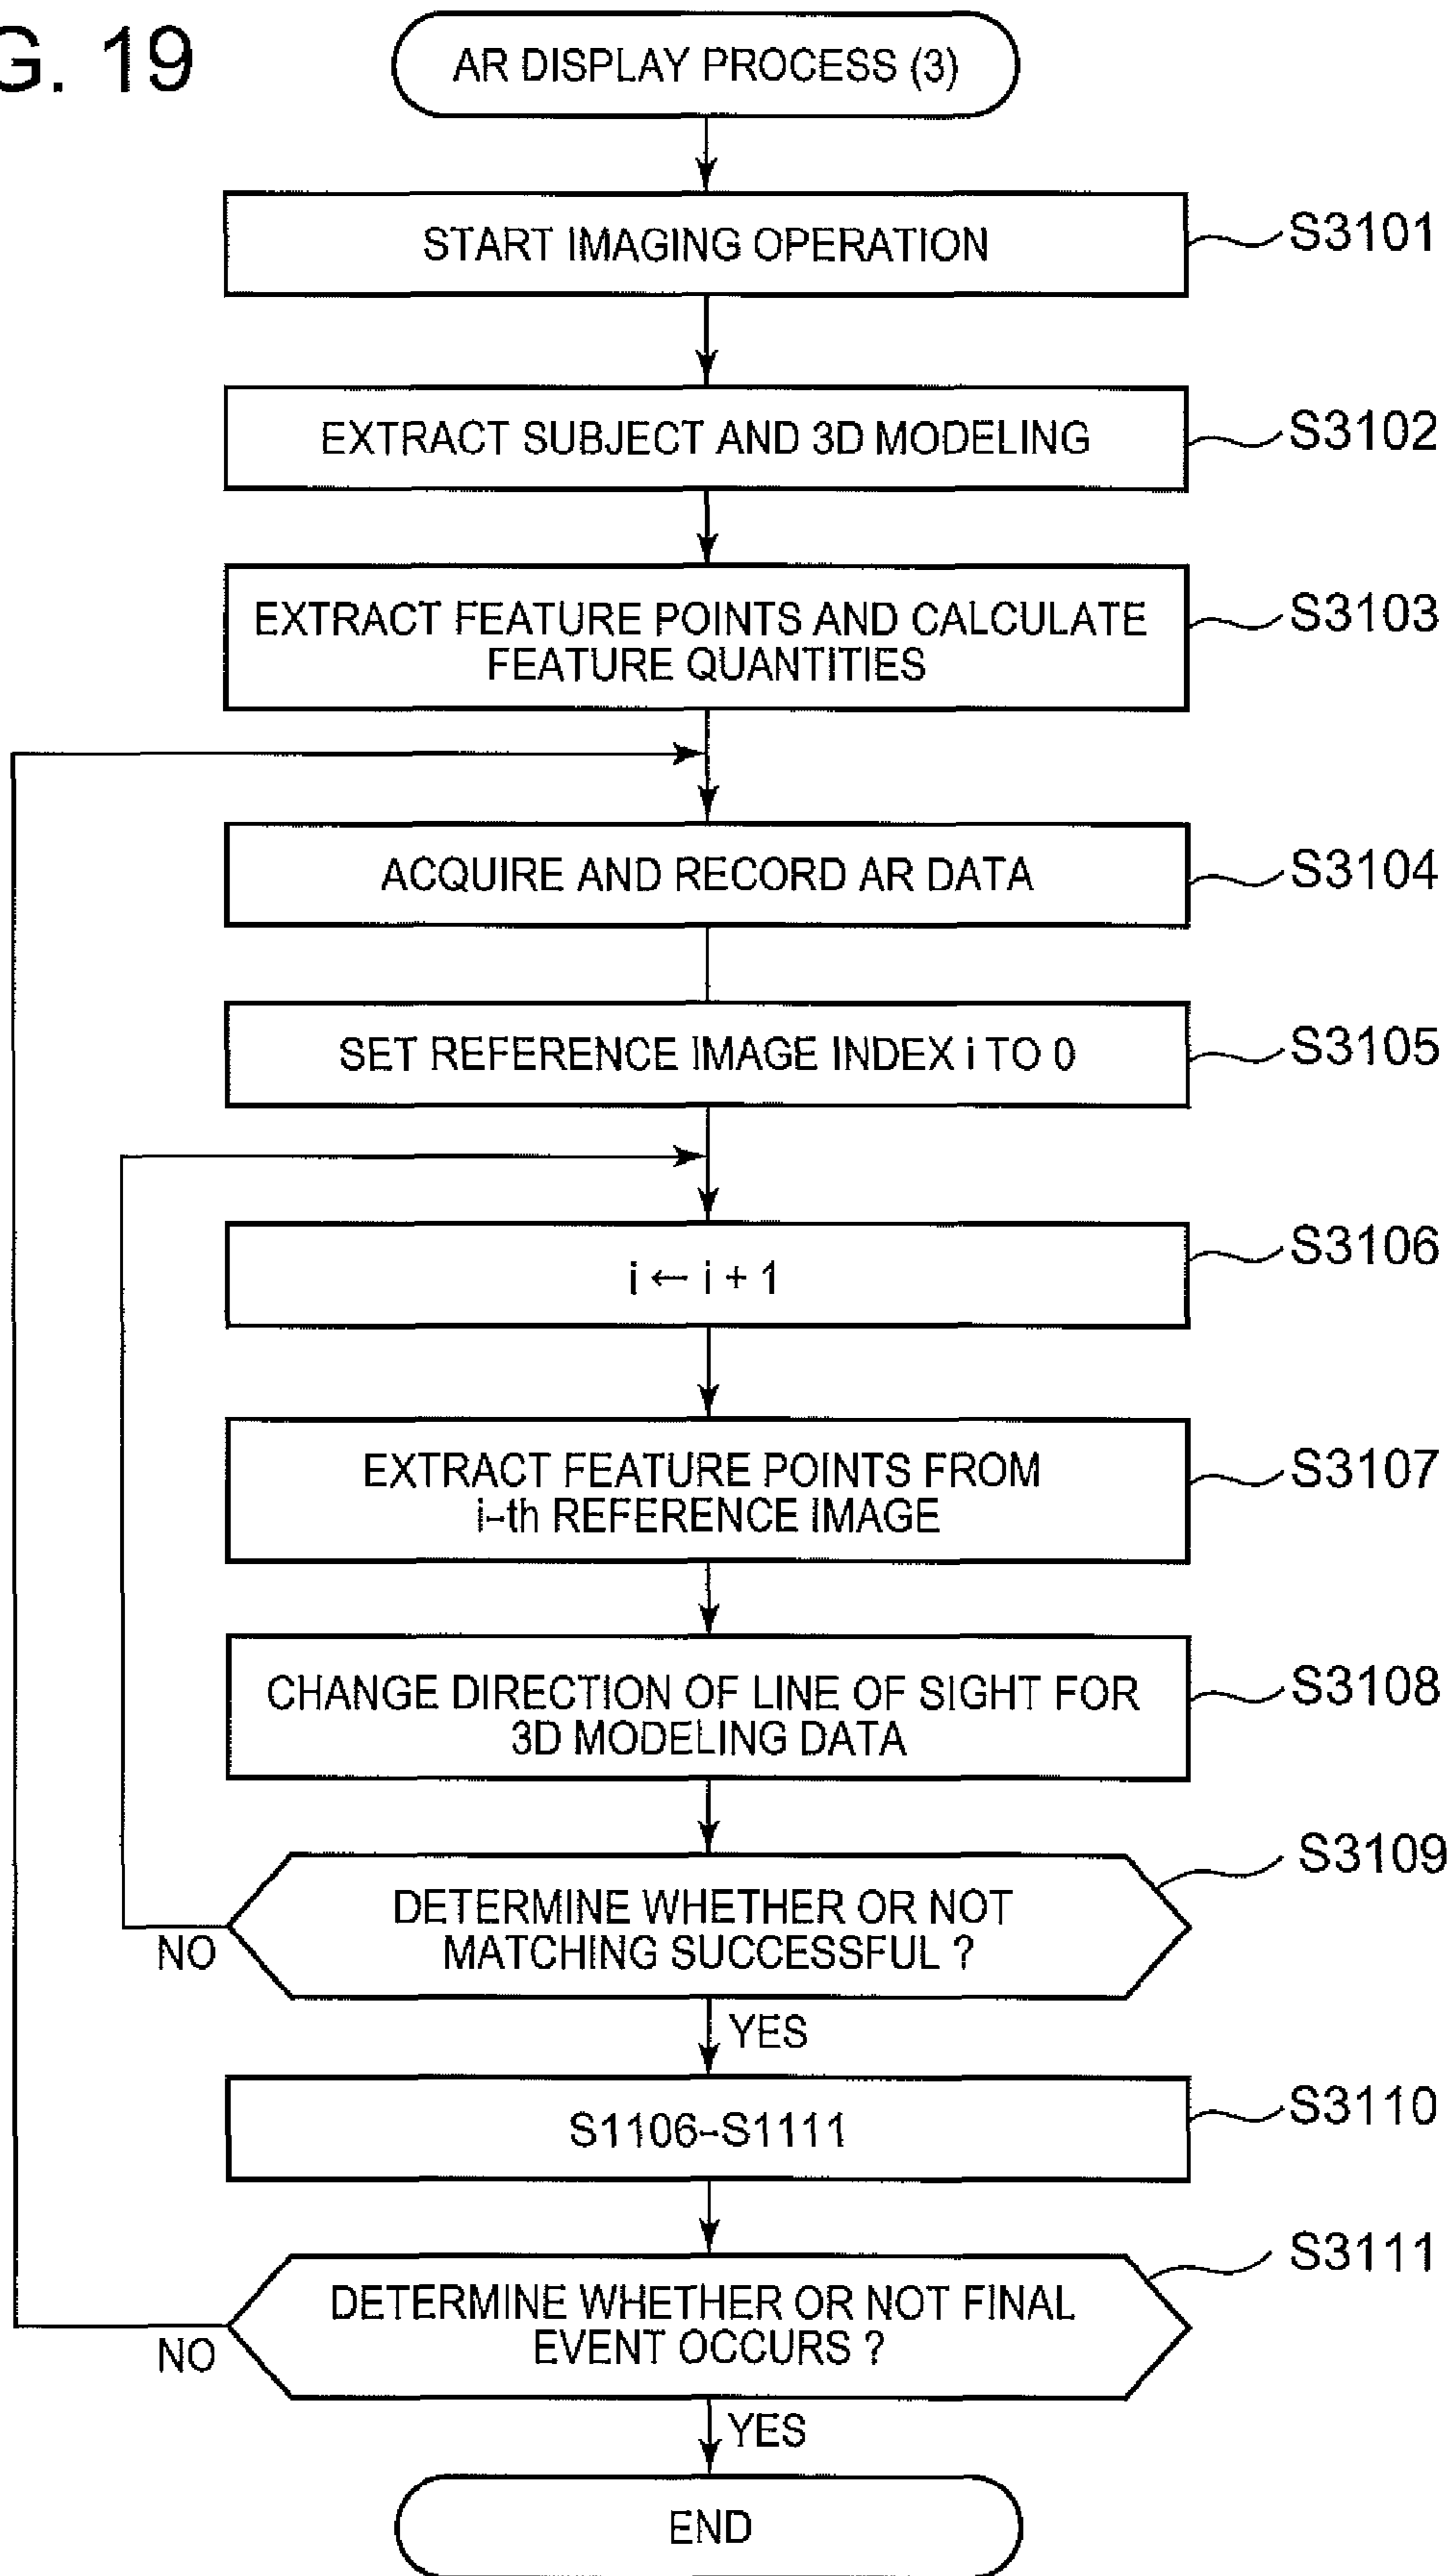 G. 19
AR DISPLAY PROCESS (3)
START IMAGING OPERATION
S3101
EXTRACT SUBJECT AND 3D MODELING
S3102
EXTRACT FEATURE POINTS AND CALCULATE
FEATURE QUANTITIES
S3103
ACQUIRE AND RECORD AR DATA
S3104
SET REFERENCE IMAGE INDEX i TO 0
S3105
i ← i + 1
S3106
EXTRACT FEATURE POINTS FROM
i-th REFERENCE IMAGE
S3107
CHANGE DIRECTION OF LINE OF SIGHT FOR
3D MODELING DATA
S3108
DETERMINE WHETHER OR NOT
MATCHING SUCCESSFUL ?
S3109
NO
YES
S1106-S1111
S3110
DETERMINE WHETHER OR NOT FINAL
EVENT OCCURS ?
S3111
NO
YES
END